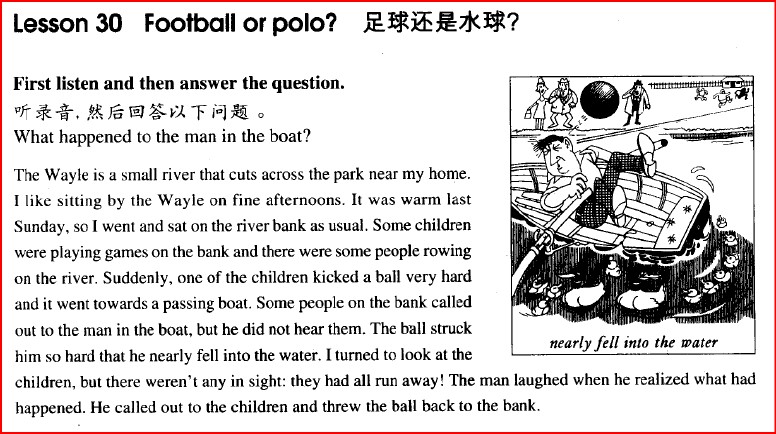 Lesson 30 Football or polo? 足球还是水球?
First listen and then answer the question.
听录音，然后回答以下问题 。
What happened to the man in the boat?
The Wayle is a small river that cuts across the park near my home.
I like sitting by the Wayle on fine afternoons. It was warm last
Sunday, so I went and sat on the river bank as usual. Some children
were playing games on the bank and there were some people rowing
on the river. Suddenly, one of the children kicked a ball very hard
and it went towards a passing boat. Some people on the bank called
out to the man in the boat, but he did not hear them. The ball struck
him so hard that he nearly fell into the water. I turned to look at the
children, but there weren't any in sight: they had all run away! The man laughed when he realized what had
happened. He called out to the children and threw the ball back to the bank.
nearly fell into the water